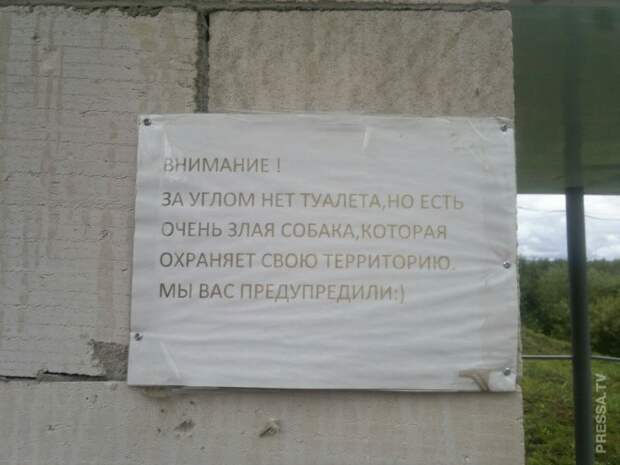 ВНИМАНИЕ !
ЗА УГЛОМ НЕТ ТУАЛЕТА,НО ЕСТЬ
ОЧЕНЬ ЗЛАЯ СОБАКА,КОТОРАЯ
ОХРАНЯЕТ СВОЮ ТЕРРИТОРИЮ.
МЫ ВАС ПРЕДУПРЕДИЛИ:)
PRESSA.TV